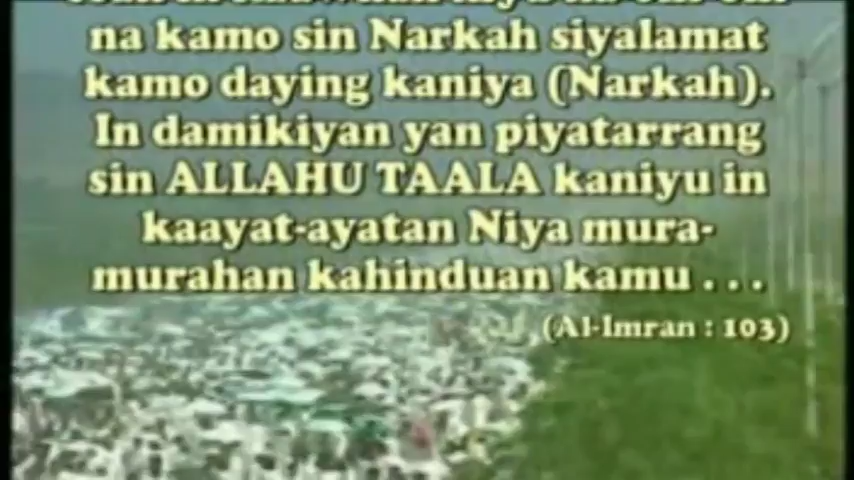 na kamo sin Narkah siyalamat
kamo daying kaniya (Narkah).
In damikiyan yan piyatarrang
sin ALLAHU TAALA kaniyu in
kaayat-ayatan Niya mura-
murahan kahinduan kamu . . .
(Al-Imran : 103)